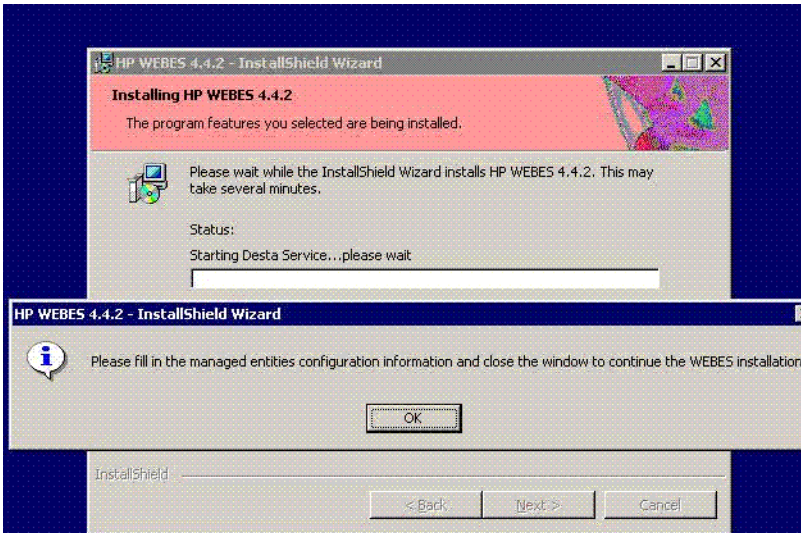 HP WEBES 4.4.2 - InstallShield Wizard
Installing HP WEBES 4.4.2
The program features you selected are being installed.
Please wait while the InstallShield Wizard installs HP WEBES 4.4.2. This may
take several minutes.
Status:
Starting Desta Service...please wait
HP WEBES 4.4.2 - InstallShield Wizard
Please fill in the managed entities configuration information and close the window to continue the WEBES installation
OK
InstallShield
< Back Next > Cancel